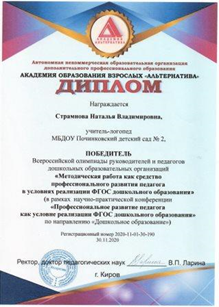 АКАДЕМИЯ
АЛЬТЕРНАТИВА
Автономная некоммерческая образовательная организация
дополнительного профессионального образования
АКАДЕМИЯ ОБРАЗОВАНИЯ ВЗРОСЛЫХ «АЛЬТЕРНАТИВА»
ДИПЛОМ
Награждается
Страмнова Наталья Владимировна,
учитель-логопед
МБДОУ Починковский детский сад № 2,
ПОБЕДИТЕЛЬ
Всероссийской олимпиады руководителей и педагогов
дошкольных образовательных организаций
«Методическая работа как средство
профессионального развития педагога
в условиях реализации ФГОС дошкольного образования»
(в рамках научно-практической конференции
«Профессиональное развитие педагога
как условие реализации ФГОС дошкольного образования»
по направлению «Дошкольное образование»)
Регистрационный номер 2020-11-01-30-190
30.11.2020
Ректор, доктор педагогических наук В.П. Ларина
г. Киров